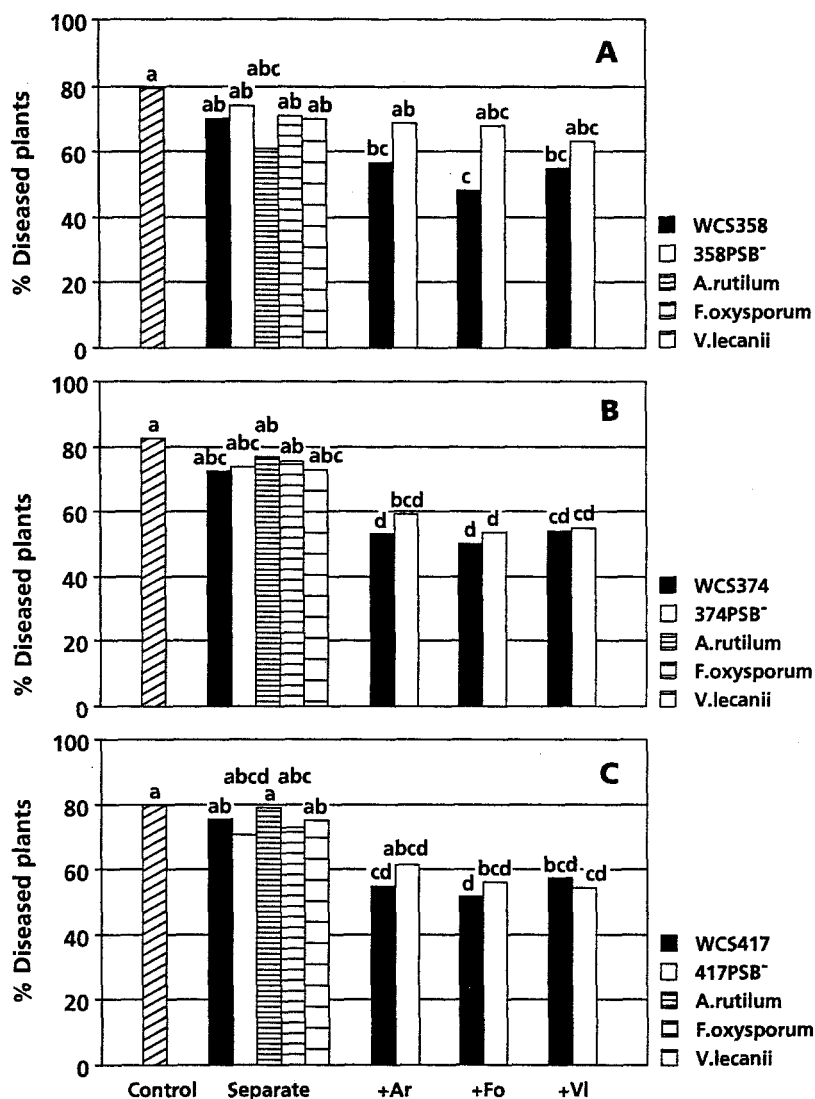 100
80
60
40
20
0
% Diseased plants
A
a
abc
ab ab ab ab
bc ab
c abc
bc abc
WCS358
358PSB⁻
A.rutilum
F.oxysporum
V.lecanii
100
80
60
40
20
0
% Diseased plants
B
a
abc abc ab ab abc
d bcd
d d
cd cd
WCS374
374PSB⁻
A.rutilum
F.oxysporum
V.lecanii
100
80
60
40
20
0
% Diseased plants
C
a
abcd abc
ab a ab
cd abcd
d bcd
bcd cd
WCS417
417PSB⁻
A.rutilum
F.oxysporum
V.lecanii
Control Separate +Ar +Fo +Vl